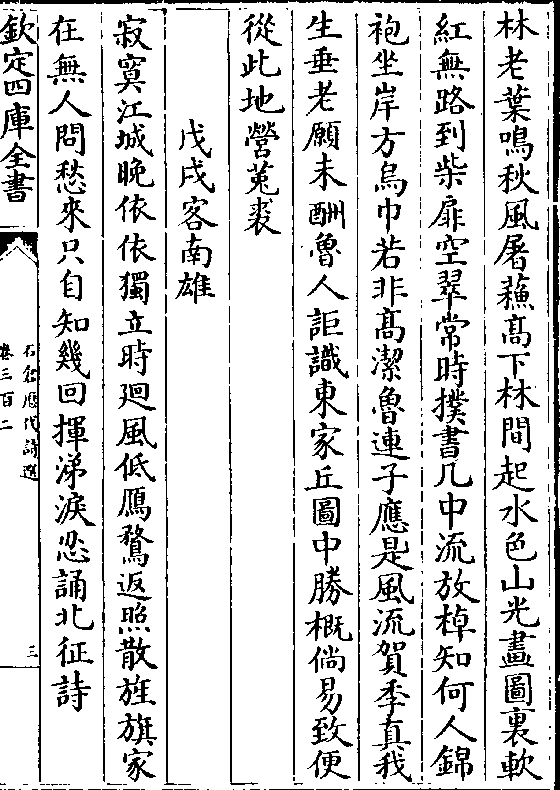 林老葉鳴秋風屠蘓髙下林間起水色山光畫圖裏軟
紅無路到柴扉空翠常時撲書几中流放棹知何人錦
袍坐岸方烏巾若非髙潔魯連子應是風流賀季真我
生垂老願未酬魯人詎識東家丘圖中勝概倘易致便
從此地營菟裘
戊戌客南雄
寂寞江城晚依依獨立時廻風低鴈鶩返照散旌旗家
在無人問愁來只自知幾回揮涕淚忍誦北征詩
欽定四庫全書
石倉歷代詩選
卷三百二
三